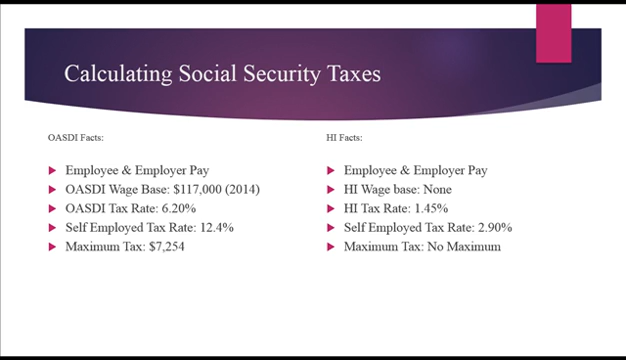 Calculating Social Security Taxes
OASDI Facts:
Employee & Employer Pay
OASDI Wage Base: $117,000 (2014)
OASDI Tax Rate: 6.20%
Self Employed Tax Rate: 12.4%
Maximum Tax: $7,254
HI Facts:
Employee & Employer Pay
HI Wage base: None
HI Tax Rate: 1.45%
Self Employed Tax Rate: 2.90%
Maximum Tax: No Maximum